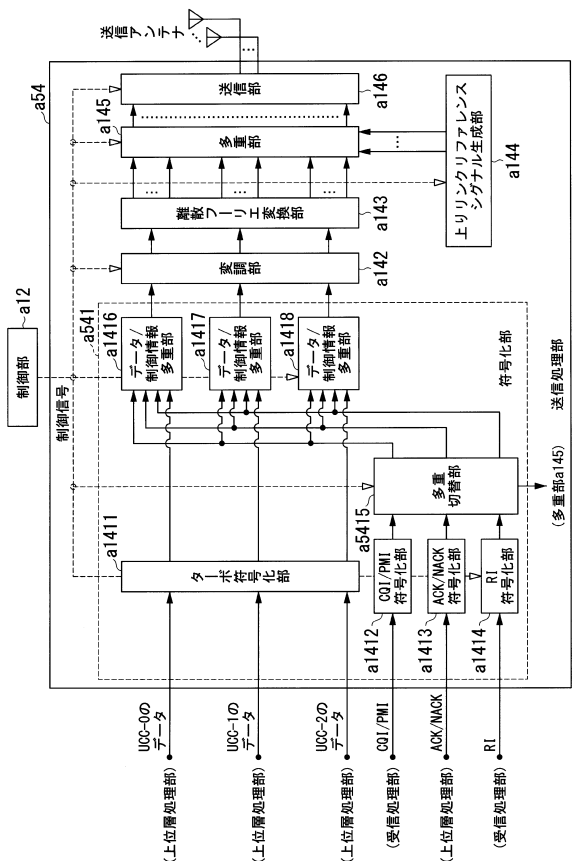 a54
a12
制御部
制御信号
送信アンテナ
a541
a1411
ターボ符号化部
UCC-0の
データ
(上位層処理部)
UCC-1の
データ
(上位層処理部)
UCC-2の
データ
(上位層処理部)
CQI/PMI
(受信処理部)
ACK/NACK
(上位層処理部)
RI
(受信処理部)
a1412
CQI/PMI
符号化部
a1413
ACK/NACK
符号化部
a1414
RI
符号化部
a5415
多重
切替部
(多重部a145)
a1416
データ/
制御情報
多重部
a1417
データ/
制御情報
多重部
a1418
データ/
制御情報
多重部
符号化部
送信処理部
変調部
a142
離散フーリエ変換部
a143
多重部
a145
送信部
a146
上りリンクリファレンス
シグナル生成部
a144